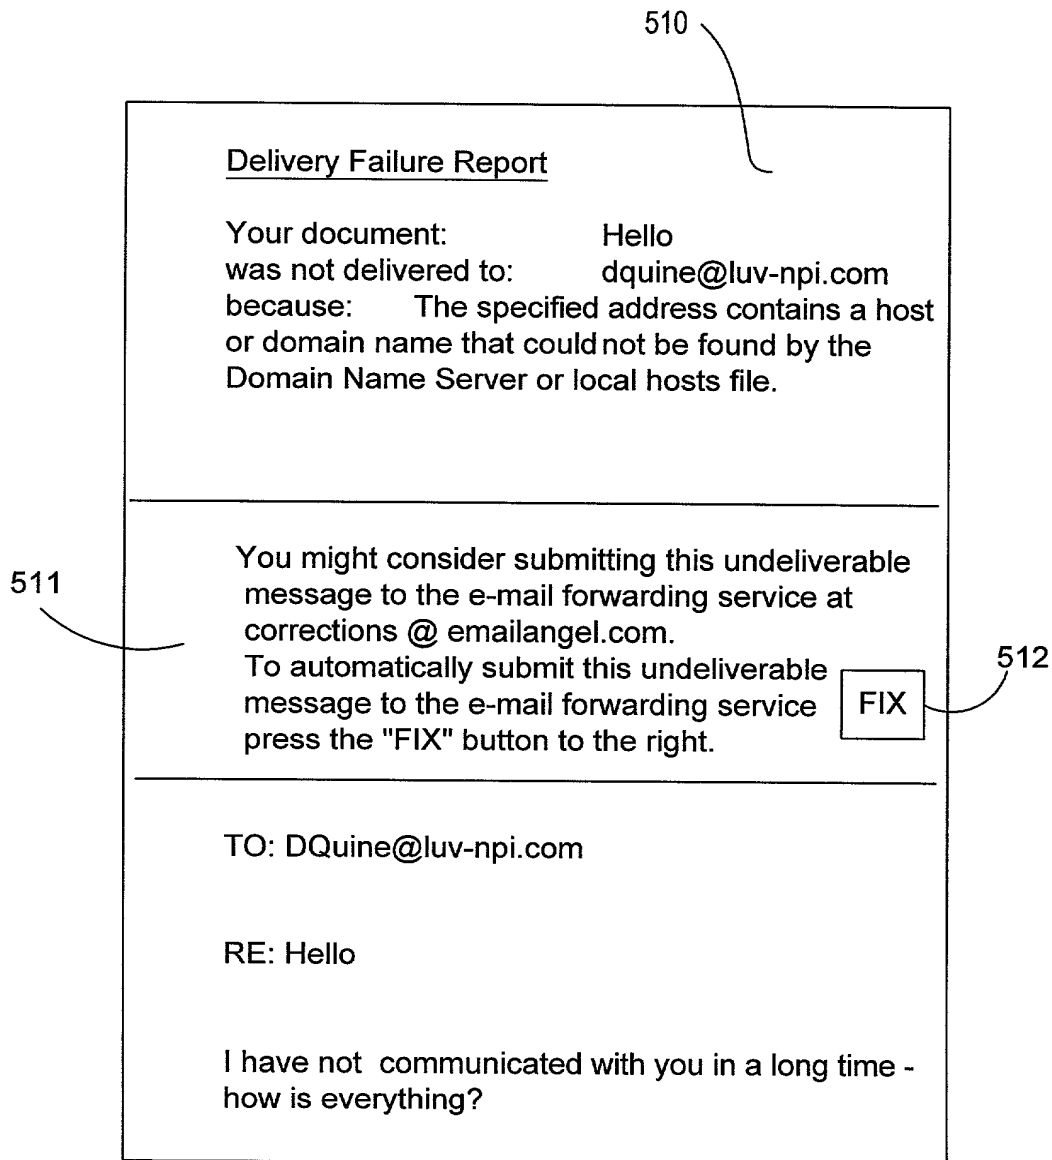 510
Delivery Failure Report
Your document: Hello
was not delivered to: dquine@luv-npi.com
because: The specified address contains a host
or domain name that could not be found by the
Domain Name Server or local hosts file.
You might consider submitting this undeliverable
message to the e-mail forwarding service at
corrections @ emailangel.com.
To automatically submit this undeliverable
message to the e-mail forwarding service
press the "FIX" button to the right.
FIX
511
512
TO: DQuine@luv-npi.com
RE: Hello
I have not communicated with you in a long time -
how is everything?